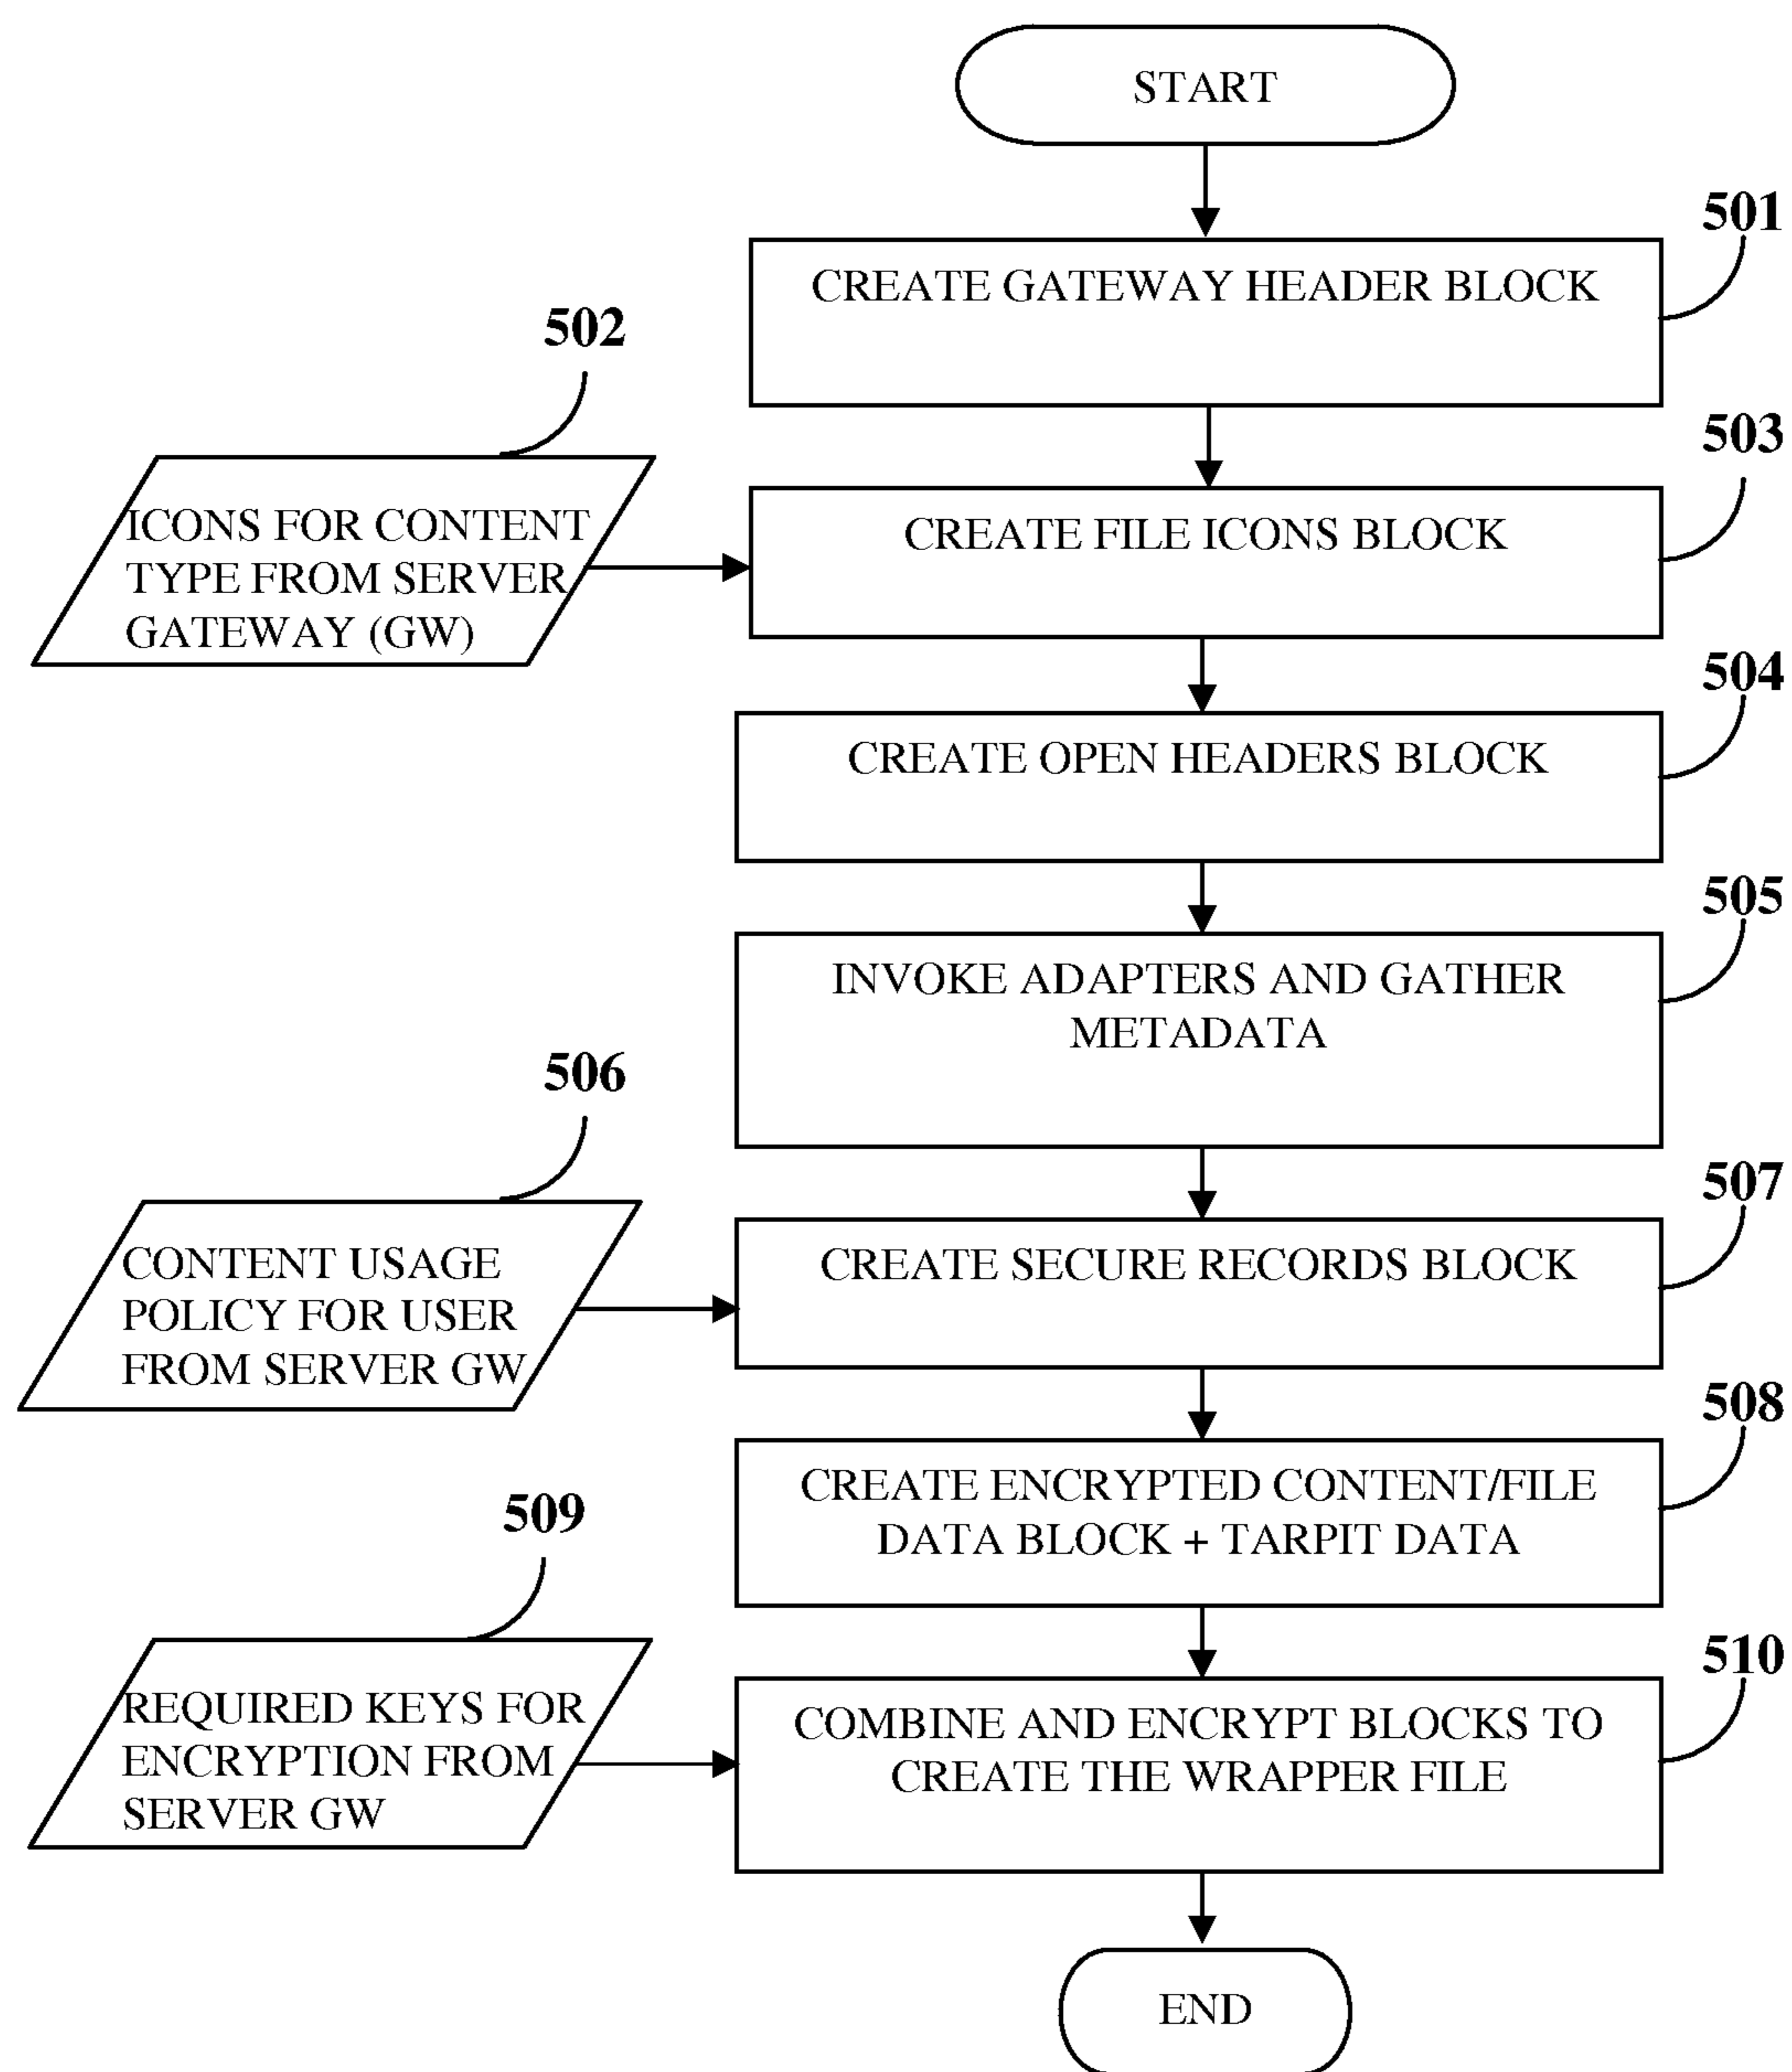 START
501
CREATE GATEWAY HEADER BLOCK
502
ICONS FOR CONTENT
TYPE FROM SERVER
GATEWAY (GW)
503
CREATE FILE ICONS BLOCK
504
CREATE OPEN HEADERS BLOCK
505
INVOKE ADAPTERS AND GATHER
METADATA
506
CONTENT USAGE
POLICY FOR USER
FROM SERVER GW
507
CREATE SECURE RECORDS BLOCK
508
CREATE ENCRYPTED CONTENT/FILE
DATA BLOCK + TARPIT DATA
509
REQUIRED KEYS FOR
ENCRYPTION FROM
SERVER GW
510
COMBINE AND ENCRYPT BLOCKS TO
CREATE THE WRAPPER FILE
END